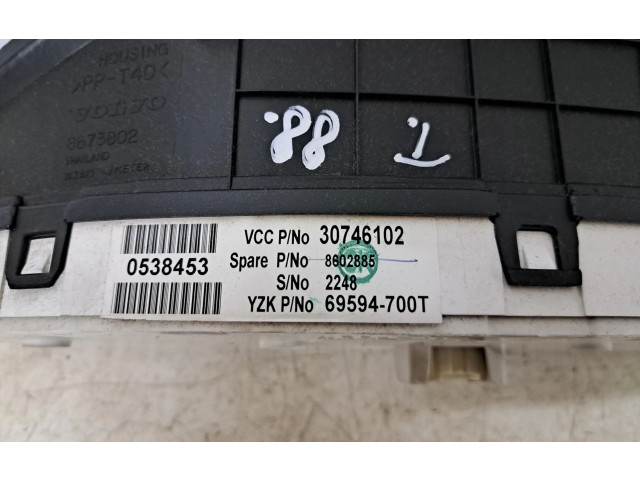 HOUSING
>PP-T40<
VOLVO
8673802
THAILAND
.88
T.
VCC P/No 30746102
0538453
Spare P/No 8602885
S/No 2248
YZK P/No 69594-700T